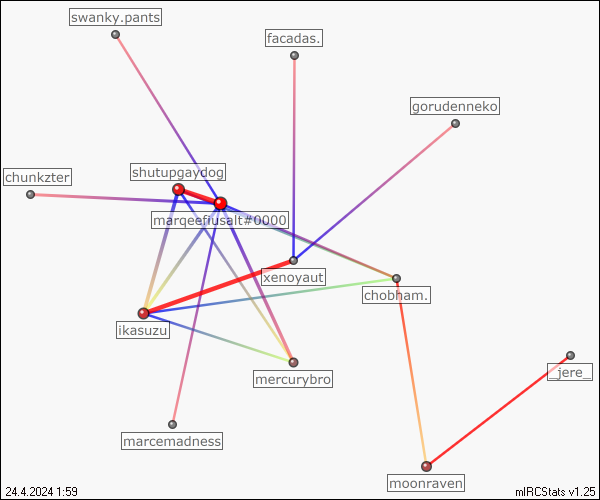 swanky.pants
facadas.
gorudenneko
shutupgaydog
chunkzter
marqeefiusalt#0000
xenoyaut
chobham.
ikasuzu
_jere_
mercurybro
marcemadness
moonraven
24.4.2024 1:59
mIRCStats v1.25